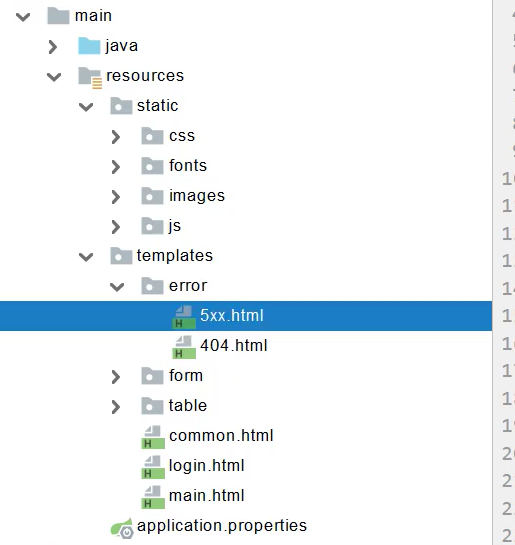 main
java
resources
static
css
fonts
images
js
templates
error
5xx.html
404.html
form
table
common.html
login.html
main.html
application.properties